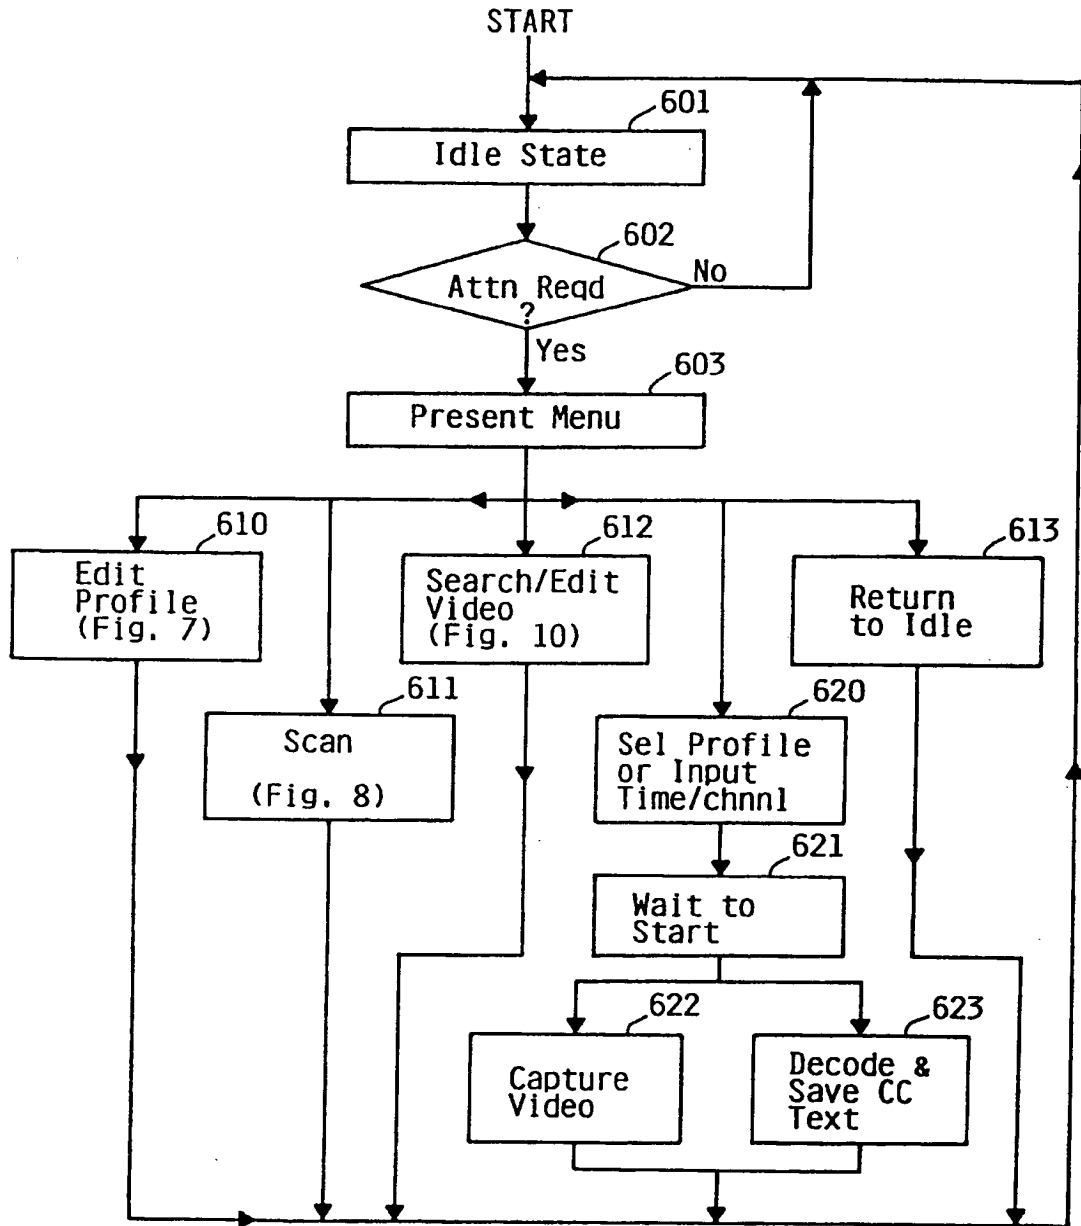 START
601
Idle State
602
Attn Reqd
?
No
Yes
603
Present Menu
610
Edit
Profile
(Fig. 7)
612
Search/Edit
Video
(Fig. 10)
613
Return
to Idle
611
Scan
(Fig. 8)
620
Sel Profile
or Input
Time/chnnl
621
Wait to
Start
622
Capture
Video
623
Decode &
Save CC
Text